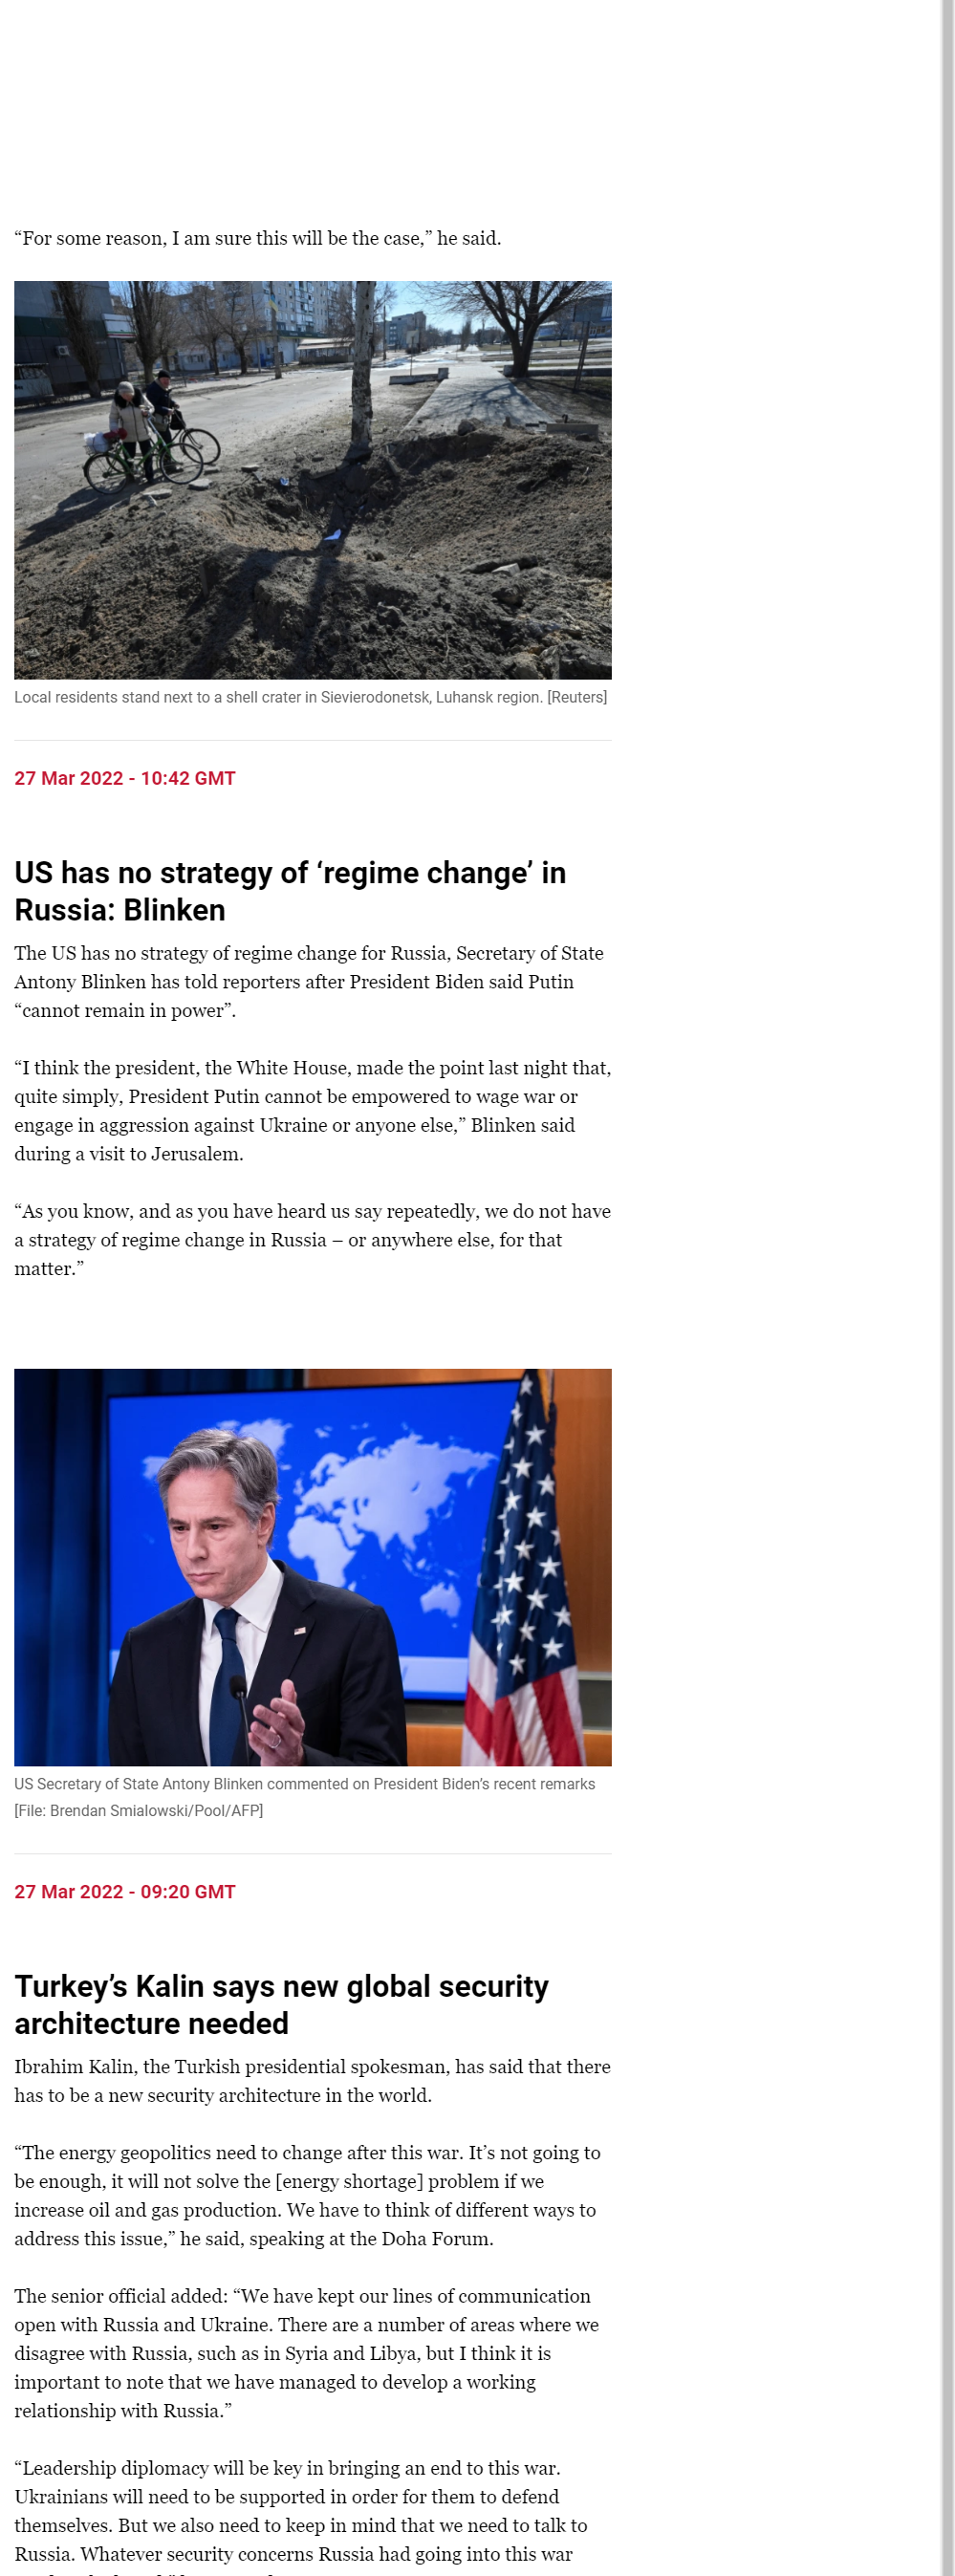 “For some reason, I am sure this will be the case,” he said.
Local residents stand next to a shell crater in Sievierodonetsk, Luhansk region. [Reuters]
27 Mar 2022 - 10:42 GMT
US has no strategy of ‘regime change’ in
Russia: Blinken
The US has no strategy of regime change for Russia, Secretary of State
Antony Blinken has told reporters after President Biden said Putin
“cannot remain in power”.
“I think the president, the White House, made the point last night that,
quite simply, President Putin cannot be empowered to wage war or
engage in aggression against Ukraine or anyone else,” Blinken said
during a visit to Jerusalem.
“As you know, and as you have heard us say repeatedly, we do not have
a strategy of regime change in Russia – or anywhere else, for that
matter.”
US Secretary of State Antony Blinken commented on President Biden’s recent remarks
[File: Brendan Smialowski/Pool/AFP]
27 Mar 2022 - 09:20 GMT
Turkey’s Kalin says new global security
architecture needed
Ibrahim Kalin, the Turkish presidential spokesman, has said that there
has to be a new security architecture in the world.
“The energy geopolitics need to change after this war. It’s not going to
be enough, it will not solve the [energy shortage] problem if we
increase oil and gas production. We have to think of different ways to
address this issue,” he said, speaking at the Doha Forum.
The senior official added: “We have kept our lines of communication
open with Russia and Ukraine. There are a number of areas where we
disagree with Russia, such as in Syria and Libya, but I think it is
important to note that we have managed to develop a working
relationship with Russia.”
“Leadership diplomacy will be key in bringing an end to this war.
Ukrainians will need to be supported in order for them to defend
themselves. But we also need to keep in mind that we need to talk to
Russia. Whatever security concerns Russia had going into this war